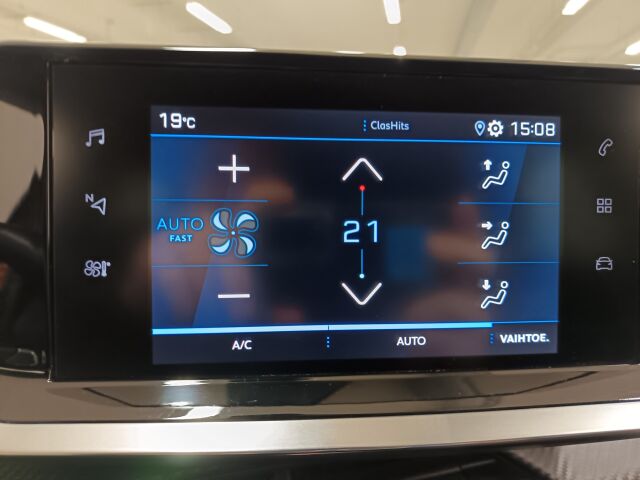 19°C
ClasHits
15:08
N
AUTO
FAST
21
A/C
AUTO
VAIHTOE.